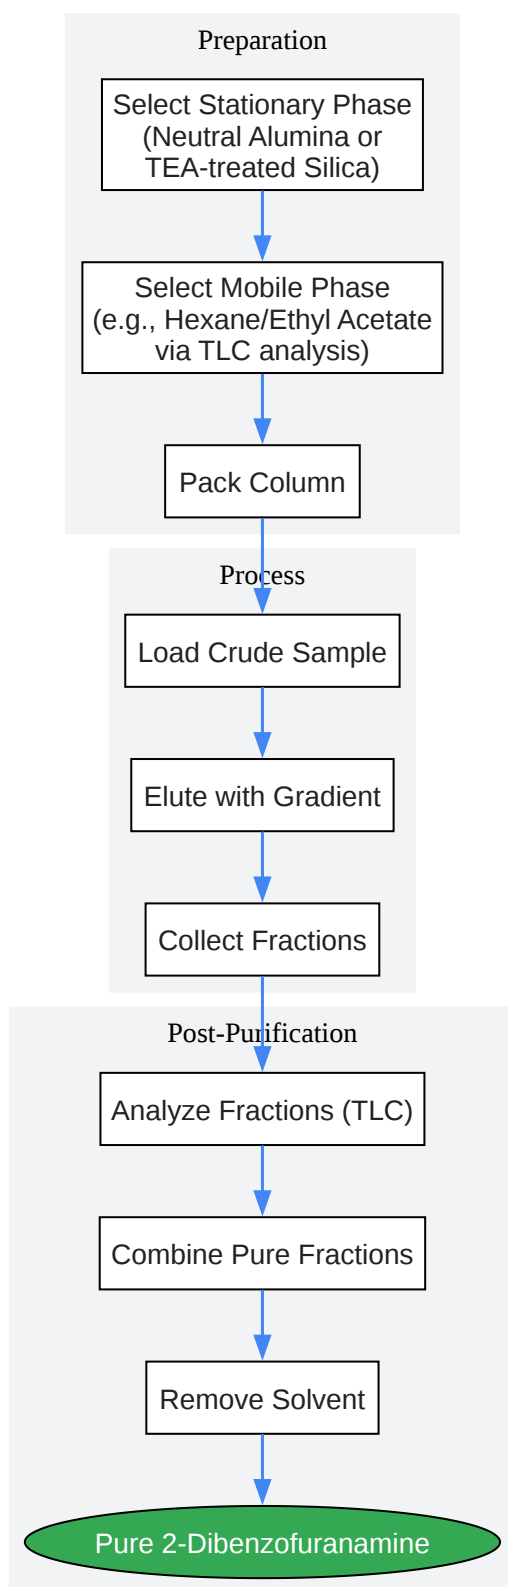 Preparation
Select Stationary Phase
(Neutral Alumina or
TEA-treated Silica)
Select Mobile Phase
(e.g., Hexane/Ethyl Acetate
via TLC analysis)
Pack Column
Process
Load Crude Sample
Elute with Gradient
Collect Fractions
Post-Purification
Analyze Fractions (TLC)
Combine Pure Fractions
Remove Solvent
Pure 2-Dibenzofuranamine